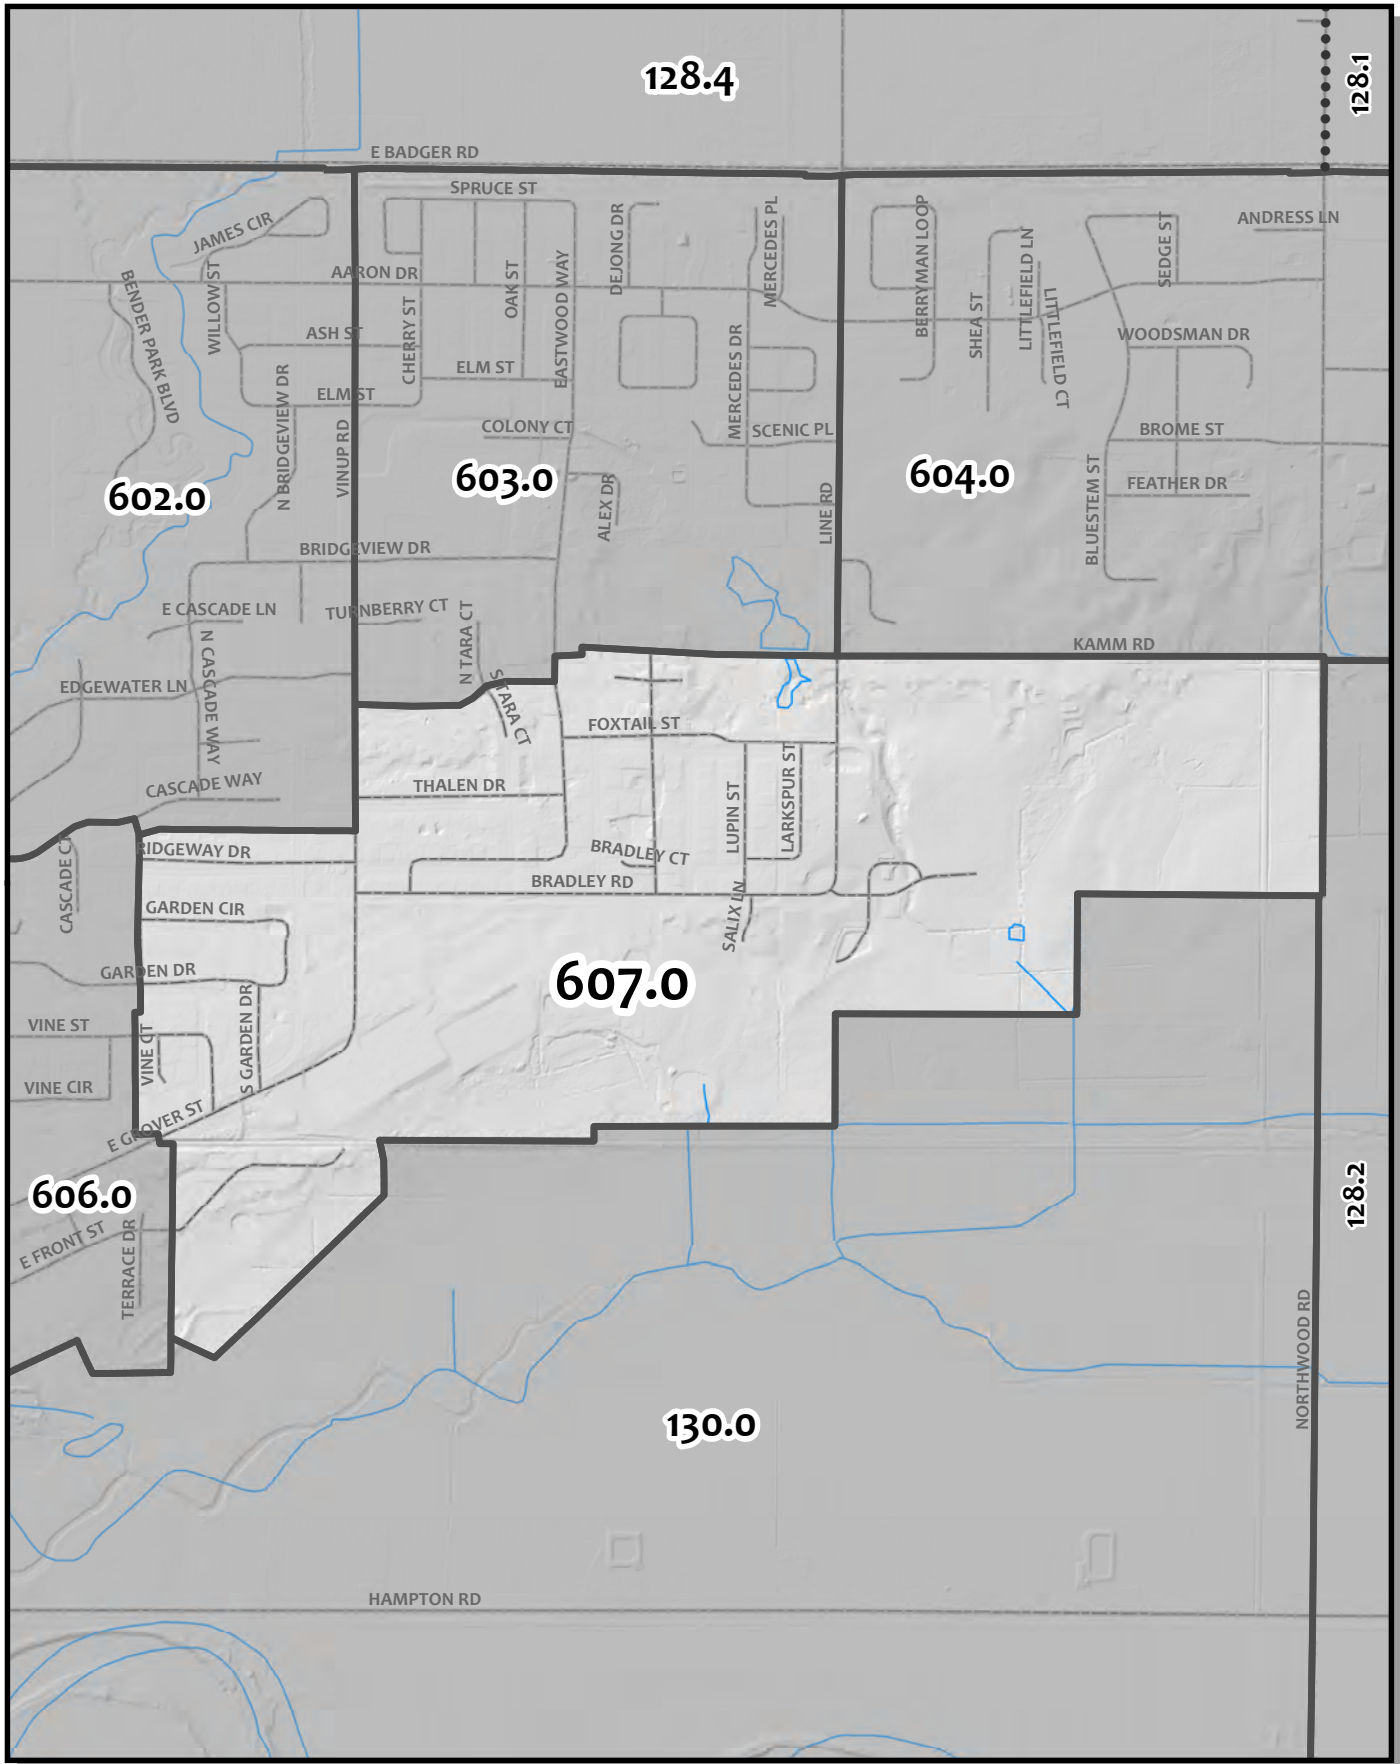 128.4
128.1
E BADGER RD
SPRUCE ST
JAMES CIR
DEJONG DR
MERCEDES PL
BERRYMAN LOOP
SEDGE ST
ANDRESS LN
AARON DR
BENDER PARK BLVD
WILLOW ST
OAK ST
EASTWOOD WAY
LITTLEFIELD LN
SHEA ST
LITTLEFIELD CT
ASH ST
CHERRY ST
MERCEDES DR
WOODSMAN DR
ELM ST
ELM ST
N BRIDGEVIEW DR
VINUP RD
COLONY CT
SCENIC PL
BROME ST
602.0
603.0
604.0
ALEX DR
LINE RD
BLUESTEM ST
FEATHER DR
BRIDGEVIEW DR
E CASCADE LN
TURNBERRY CT
N TARA CT
KAMM RD
N CASCADE WAY
EDGEWATER LN
S TARA CT
FOXTAIL ST
CASCADE WAY
THALEN DR
LUPIN ST
LARKSPUR ST
RIDGEWAY DR
BRADLEY CT
CASCADE CT
BRADLEY RD
GARDEN CIR
SALIX LN
GARDEN DR
607.0
VINE ST
VINE CT
S GARDEN DR
VINE CIR
E GROVER ST
606.0
128.2
E FRONT ST
TERRACE DR
NORTHWOOD RD
130.0
HAMPTON RD